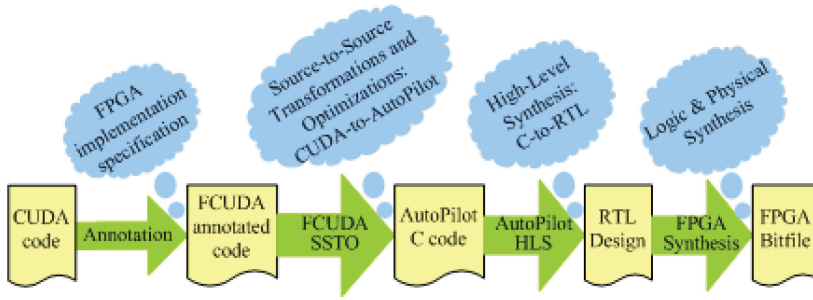 FPGA
implementation
specification
Source-to-Source
Transformations and
Optimizations:
CUDA-to-AutoPilot
High-Level
Synthesis:
C-to-RTL
Logic & Physical
Synthesis
CUDA
code
Annotation
FCUDA
annotated
code
FCUDA
SSTO
AutoPilot
C code
AutoPilot
HLS
RTL
Design
FPGA
Synthesis
FPGA
Bitfile